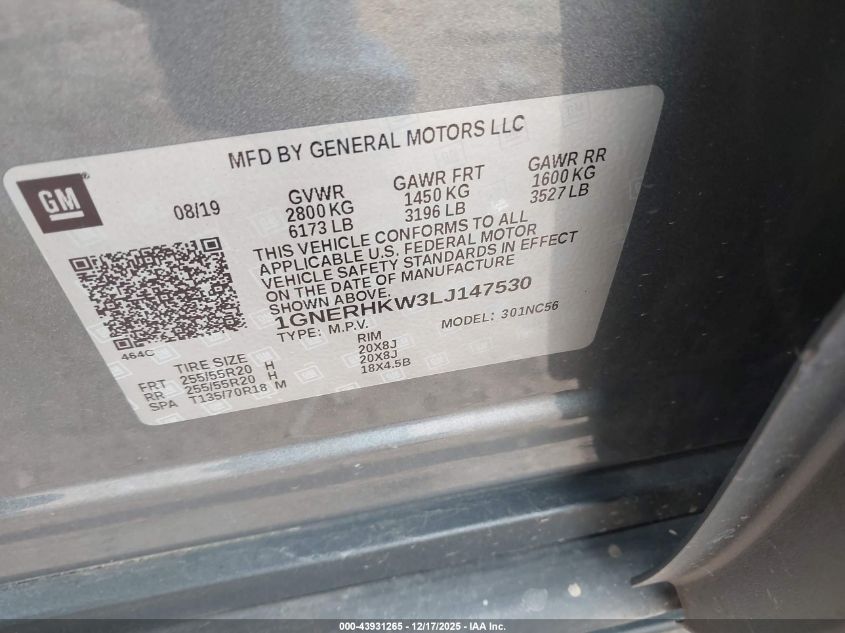 MFD BY GENERAL MOTORS LLC
GM®
08/19
GVWR
2800 KG
6173 LB
GAWR FRT
1450 KG
3196 LB
GAWR RR
1600 KG
3527 LB
THIS VEHICLE CONFORMS TO ALL
APPLICABLE U.S. FEDERAL MOTOR
VEHICLE SAFETY STANDARDS IN EFFECT
ON THE DATE OF MANUFACTURE
SHOWN ABOVE.
1GNERHKW3LJ147530
TYPE: M.P.V.
MODEL: 301NC56
464C
TIRE SIZE
RIM
FRT 255/55R20 H 20X8J
RR 255/55R20 H 20X8J
SPA T135/70R18 M 18X4.5B
000-43931265 - 12/17/2025 - IAA Inc.